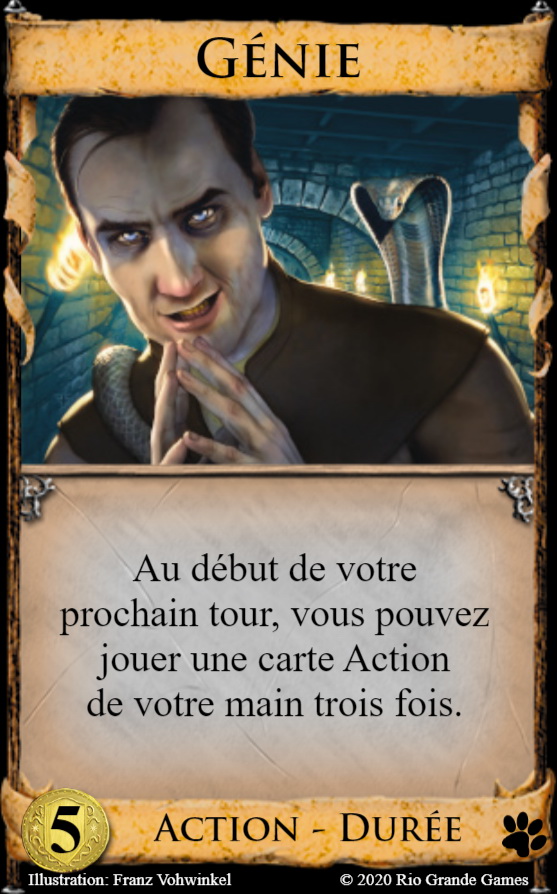 GÉNIE
Au début de votre
prochain tour, vous pouvez
jouer une carte Action
de votre main trois fois.
5
ACTION - DURÉE
Illustration: Franz Vohwinkel
© 2020 Rio Grande Games